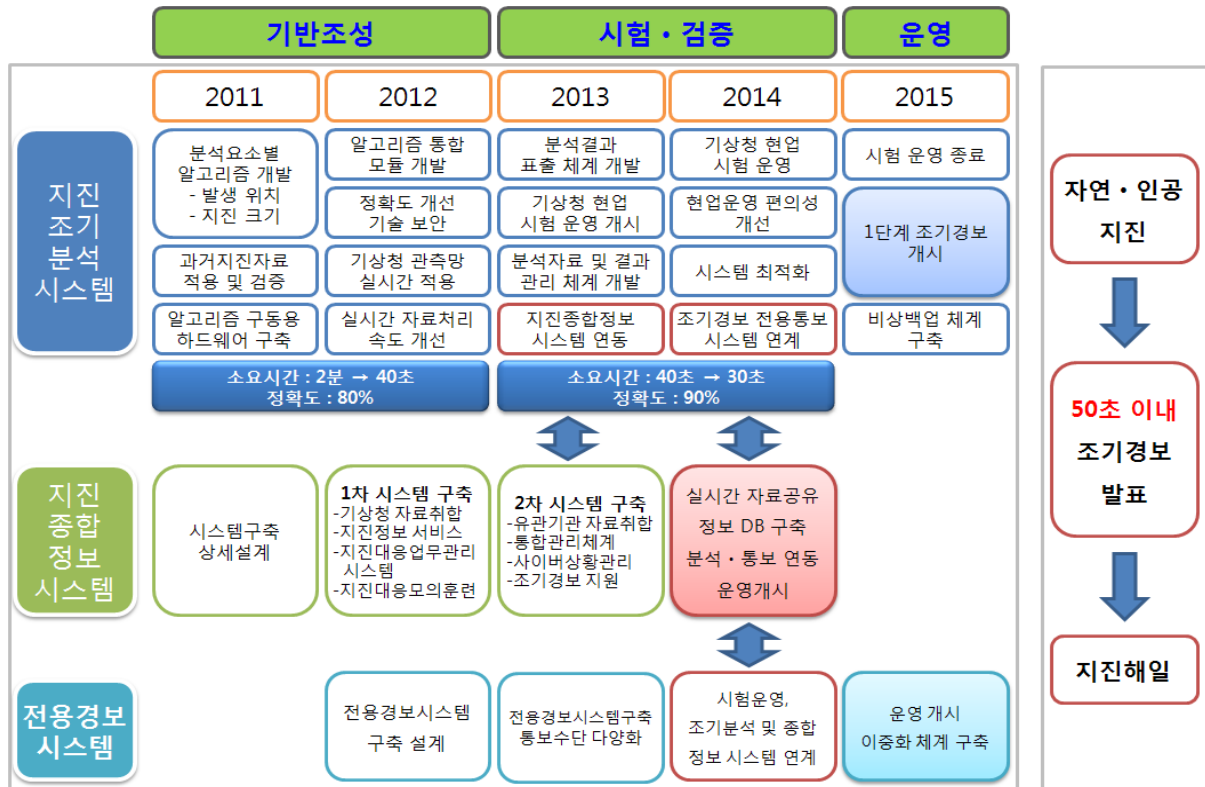 기반조성
시험・검증
운영
2011
2012
2013
2014
2015
지진
조기
분석
시스템
분석요소별
알고리즘 개발
- 발생 위치
- 지진 크기
과거지진자료
적용 및 검증
알고리즘 구동용
하드웨어 구축
알고리즘 통합
모듈 개발
정확도 개선
기술 보안
기상청 관측망
실시간 적용
실시간 자료처리
속도 개선
분석결과
표출 체계 개발
기상청 현업
시험 운영 개시
분석자료 및 결과
관리 체계 개발
지진종합정보
시스템 연동
기상청 현업
시험 운영
현업운영 편의성
개선
시스템 최적화
조기경보 전용통보
시스템 연계
시험 운영 종료
1단계 조기경보
개시
비상백업 체계
구축
소요시간 : 2분 → 40초
정확도 : 80%
소요시간 : 40초 → 30초
정확도 : 90%
지진
종합
정보
시스템
시스템구축
상세설계
1차 시스템 구축
-기상청 자료취합
-지진정보 서비스
-지진대응업무관리
시스템
-지진대응모의훈련
2차 시스템 구축
-유관기관 자료취합
-통합관리체계
-사이버상황관리
-조기경보 지원
실시간 자료공유
정보 DB 구축
분석・통보 연동
운영개시
전용경보
시스템
전용경보시스템
구축 설계
전용경보시스템구축
통보수단 다양화
시험운영,
조기분석 및 종합
정보 시스템 연계
운영 개시
이중화 체계 구축
자연・인공
지진
50초 이내
조기경보
발표
지진해일